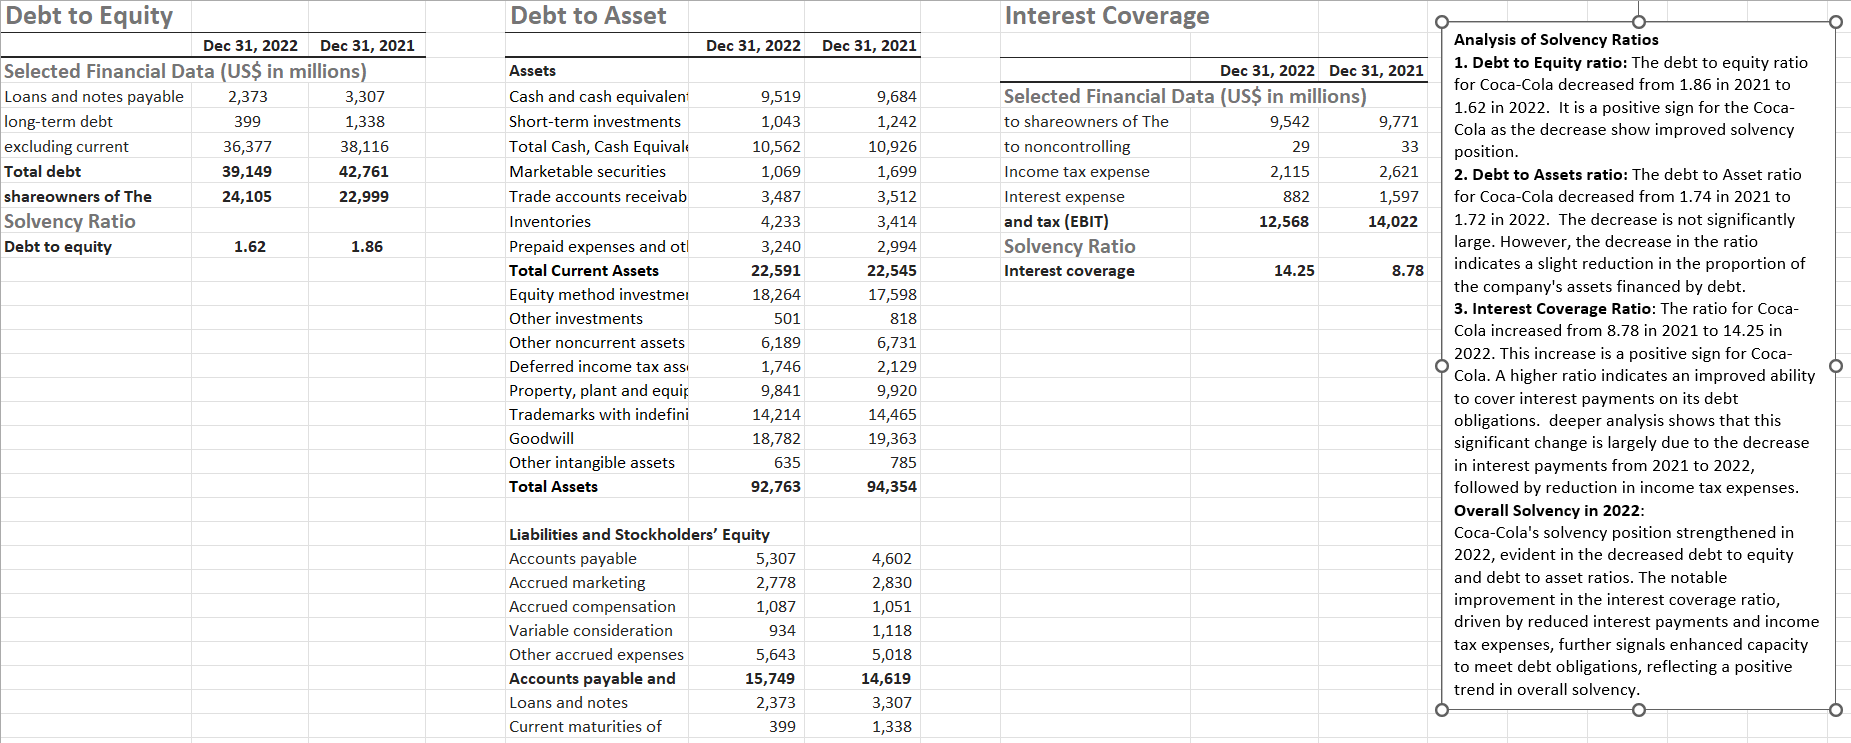 Debt to Equity
Dec 31, 2022 Dec 31, 2021
Selected Financial Data (US$ in millions)
Loans and notes payable 2,373 3,307
long-term debt 399 1,338
excluding current 36,377 38,116
Total debt 39,149 42,761
shareowners of The 24,105 22,999
Solvency Ratio
Debt to equity 1.62 1.86
Debt to Asset
Dec 31, 2022 Dec 31, 2021
Assets
Cash and cash equivalen 9,519 9,684
Short-term investments 1,043 1,242
Total Cash, Cash Equival 10,562 10,926
Marketable securities 1,069 1,699
Trade accounts receivab 3,487 3,512
Inventories 4,233 3,414
Prepaid expenses and ot 3,240 2,994
Total Current Assets 22,591 22,545
Equity method investme 18,264 17,598
Other investments 501 818
Other noncurrent assets 6,189 6,731
Deferred income tax ass 1,746 2,129
Property, plant and equip 9,841 9,920
Trademarks with indefini 14,214 14,465
Goodwill 18,782 19,363
Other intangible assets 635 785
Total Assets 92,763 94,354
Liabilities and Stockholders’ Equity
Accounts payable 5,307 4,602
Accrued marketing 2,778 2,830
Accrued compensation 1,087 1,051
Variable consideration 934 1,118
Other accrued expenses 5,643 5,018
Accounts payable and 15,749 14,619
Loans and notes 2,373 3,307
Current maturities of 399 1,338
Interest Coverage
Dec 31, 2022 Dec 31, 2021
Selected Financial Data (US$ in millions)
to shareowners of The 9,542 9,771
to noncontrolling 29 33
Income tax expense 2,115 2,621
Interest expense 882 1,597
and tax (EBIT) 12,568 14,022
Solvency Ratio
Interest coverage 14.25 8.78
Analysis of Solvency Ratios
1. Debt to Equity ratio: The debt to equity ratio
for Coca-Cola decreased from 1.86 in 2021 to
1.62 in 2022.  It is a positive sign for the Coca-
Cola as the decrease show improved solvency
position.
2. Debt to Assets ratio: The debt to Asset ratio
for Coca-Cola decreased from 1.74 in 2021 to
1.72 in 2022.  The decrease is not significantly
large. However, the decrease in the ratio
indicates a slight reduction in the proportion of
the company's assets financed by debt.
3. Interest Coverage Ratio: The ratio for Coca-
Cola increased from 8.78 in 2021 to 14.25 in
2022. This increase is a positive sign for Coca-
Cola. A higher ratio indicates an improved ability
to cover interest payments on its debt
obligations.  deeper analysis shows that this
significant change is largely due to the decrease
in interest payments from 2021 to 2022,
followed by reduction in income tax expenses.
Overall Solvency in 2022:
Coca-Cola's solvency position strengthened in
2022, evident in the decreased debt to equity
and debt to asset ratios. The notable
improvement in the interest coverage ratio,
driven by reduced interest payments and income
tax expenses, further signals enhanced capacity
to meet debt obligations, reflecting a positive
trend in overall solvency.